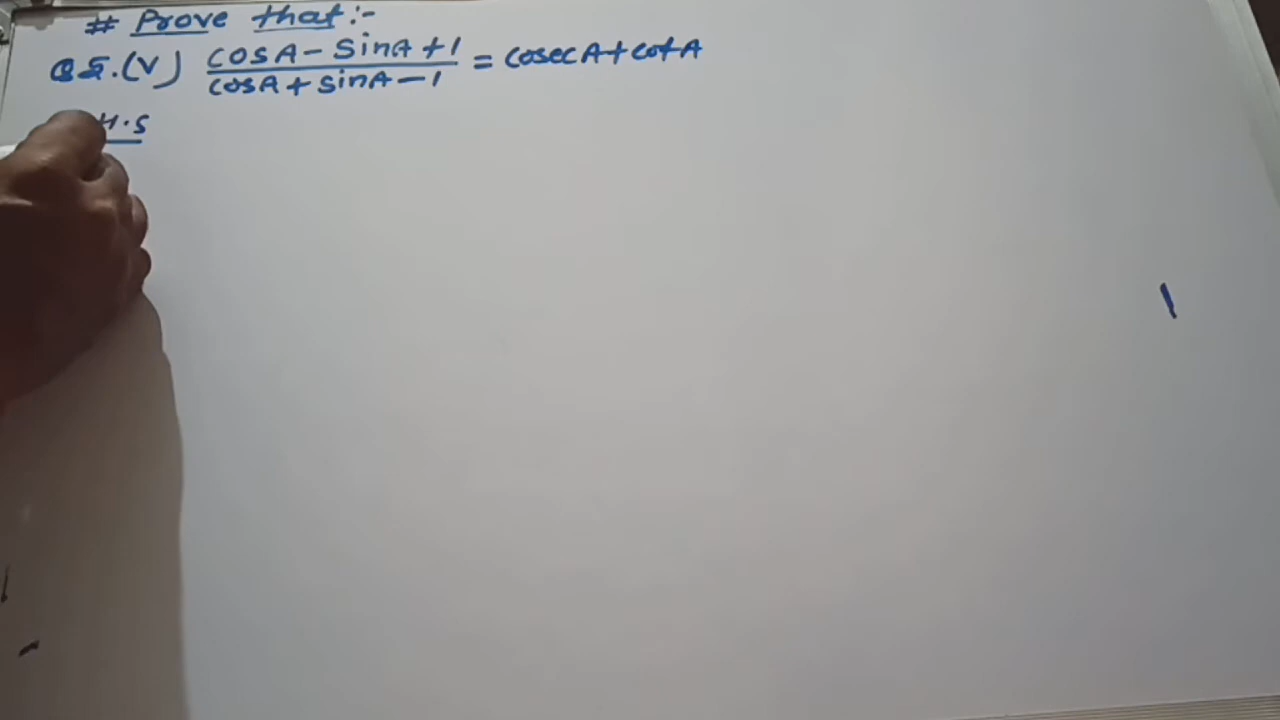 # Prove that:-
Q5.(V) cosA - sinA + 1 / cosA + sinA - 1 = cosecA + cotA
H.S